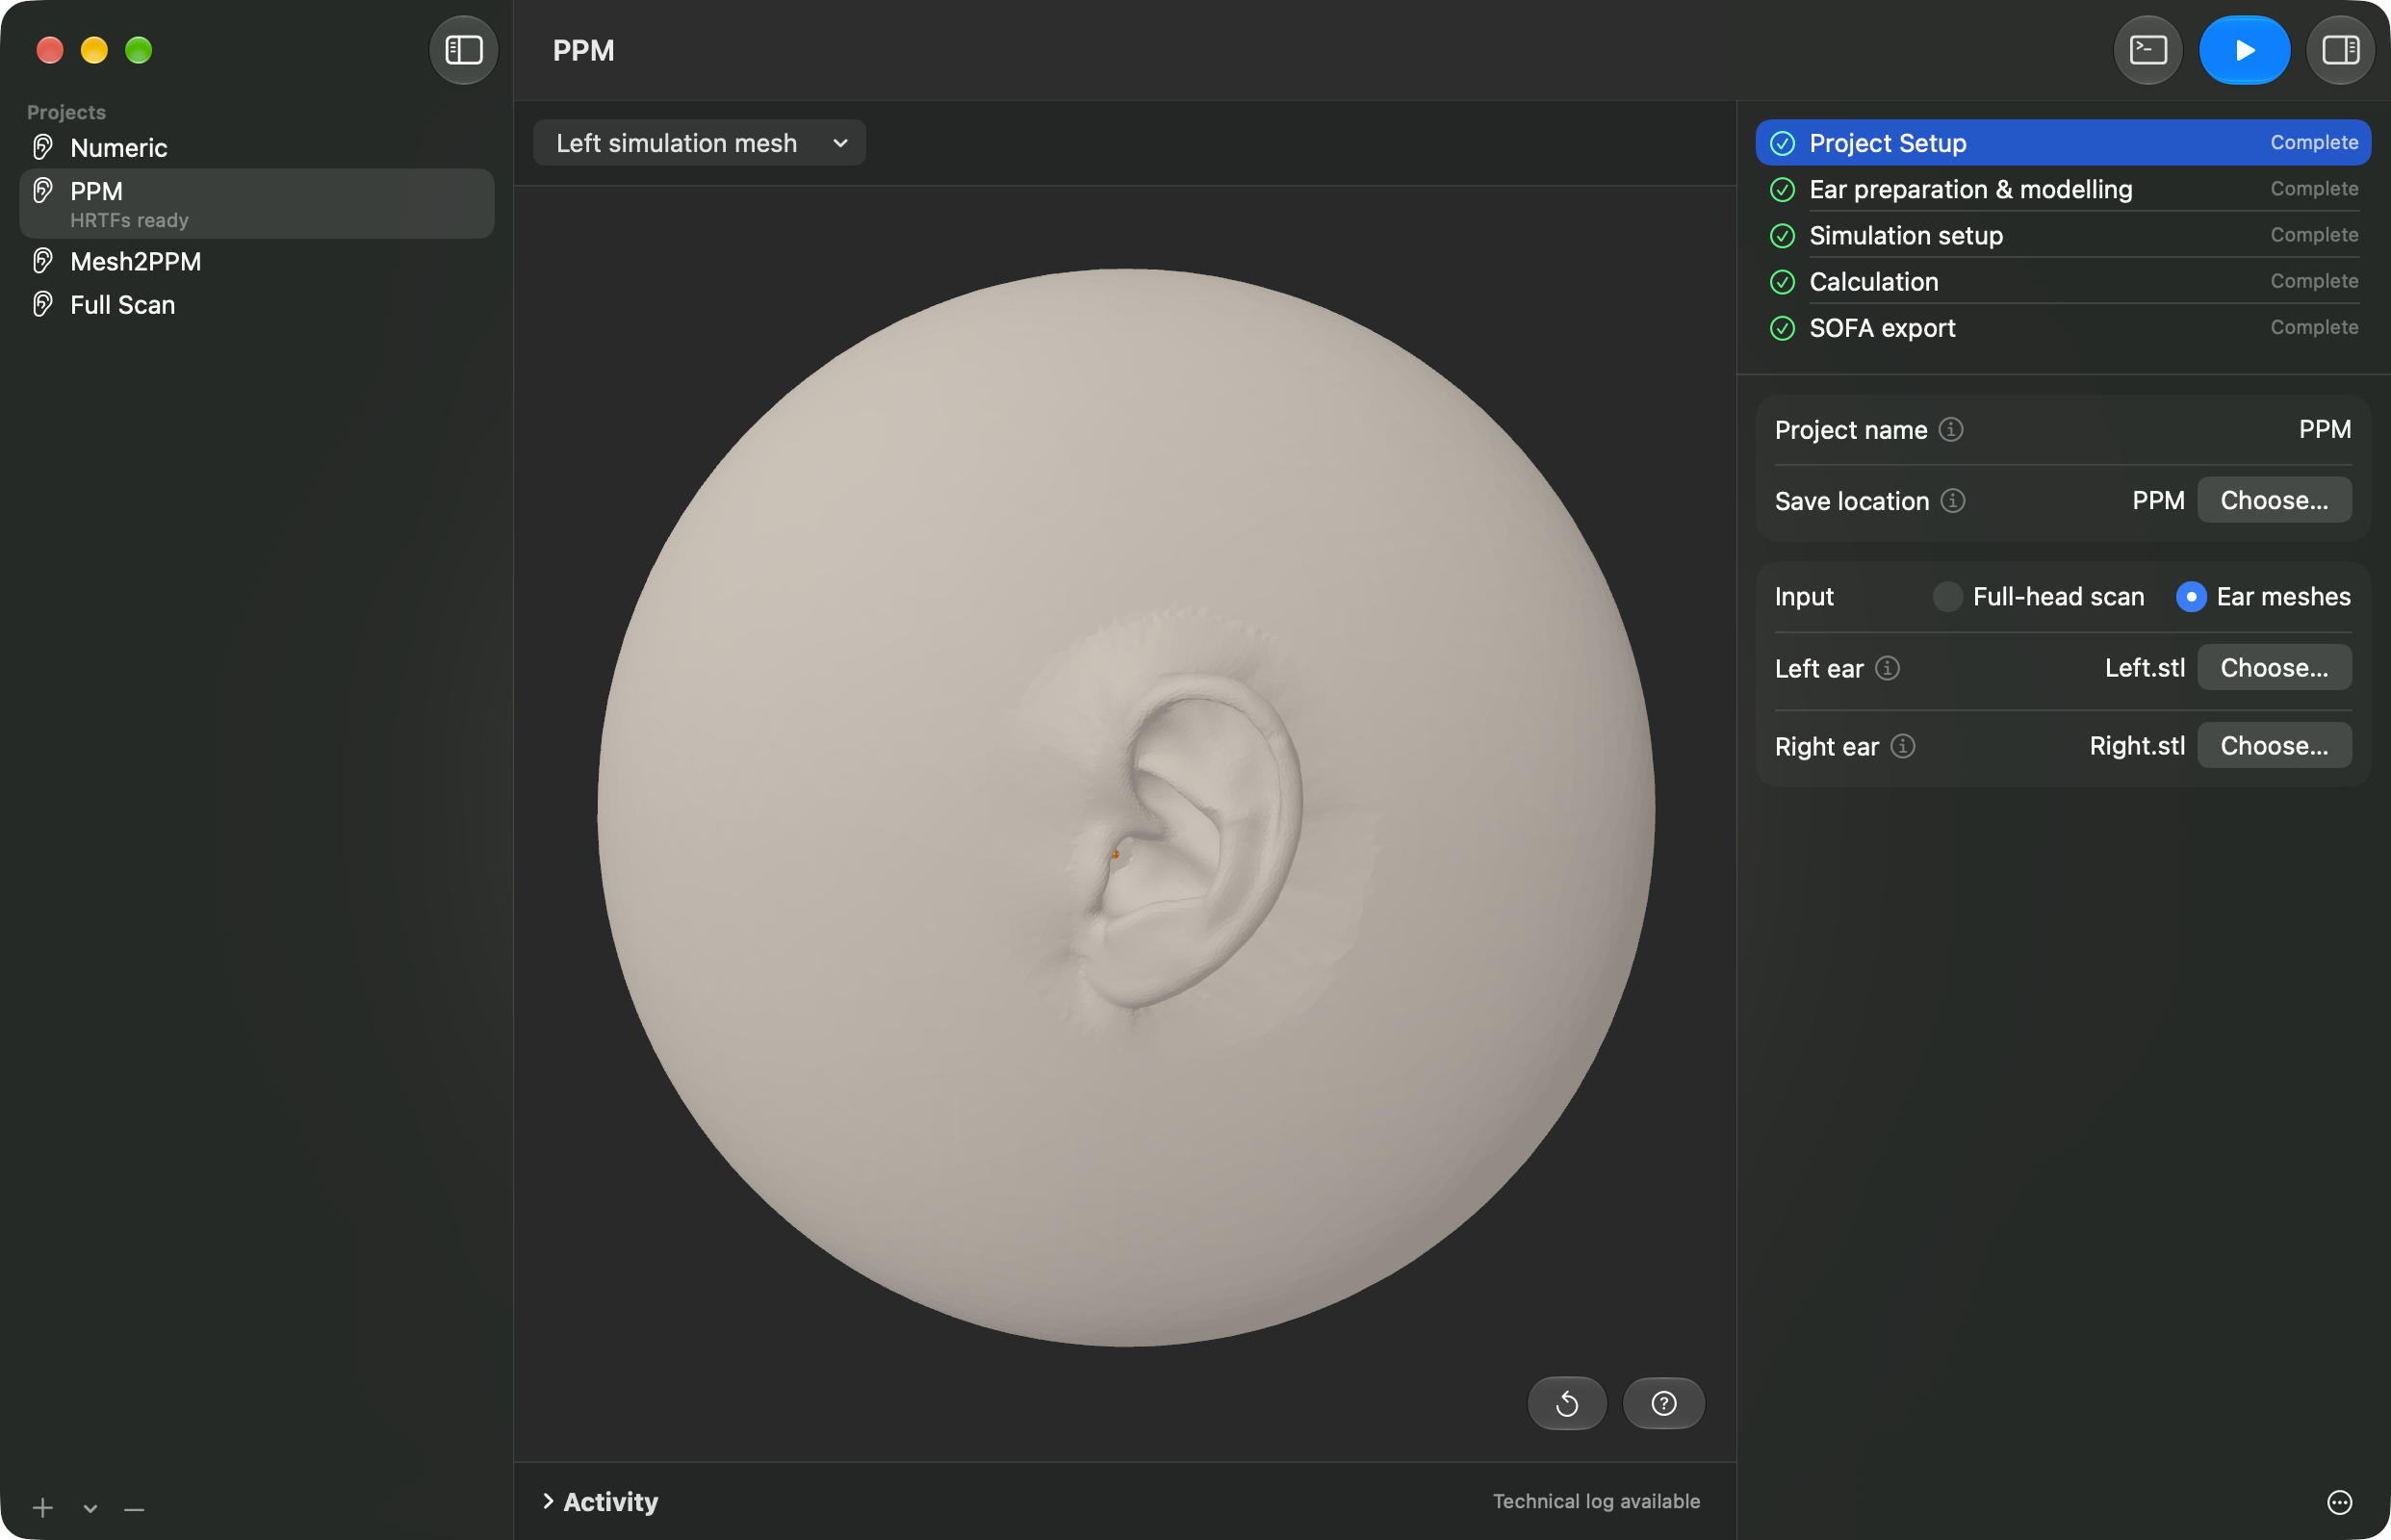 PPM
Projects
Numeric
PPM
HRTFs ready
Mesh2PPM
Full Scan
Left simulation mesh
Project Setup Complete
Ear preparation & modelling Complete
Simulation setup Complete
Calculation Complete
SOFA export Complete
Project name PPM
Save location PPM Choose...
Input Full-head scan Ear meshes
Left ear Left.stl Choose...
Right ear Right.stl Choose...
Activity Technical log available